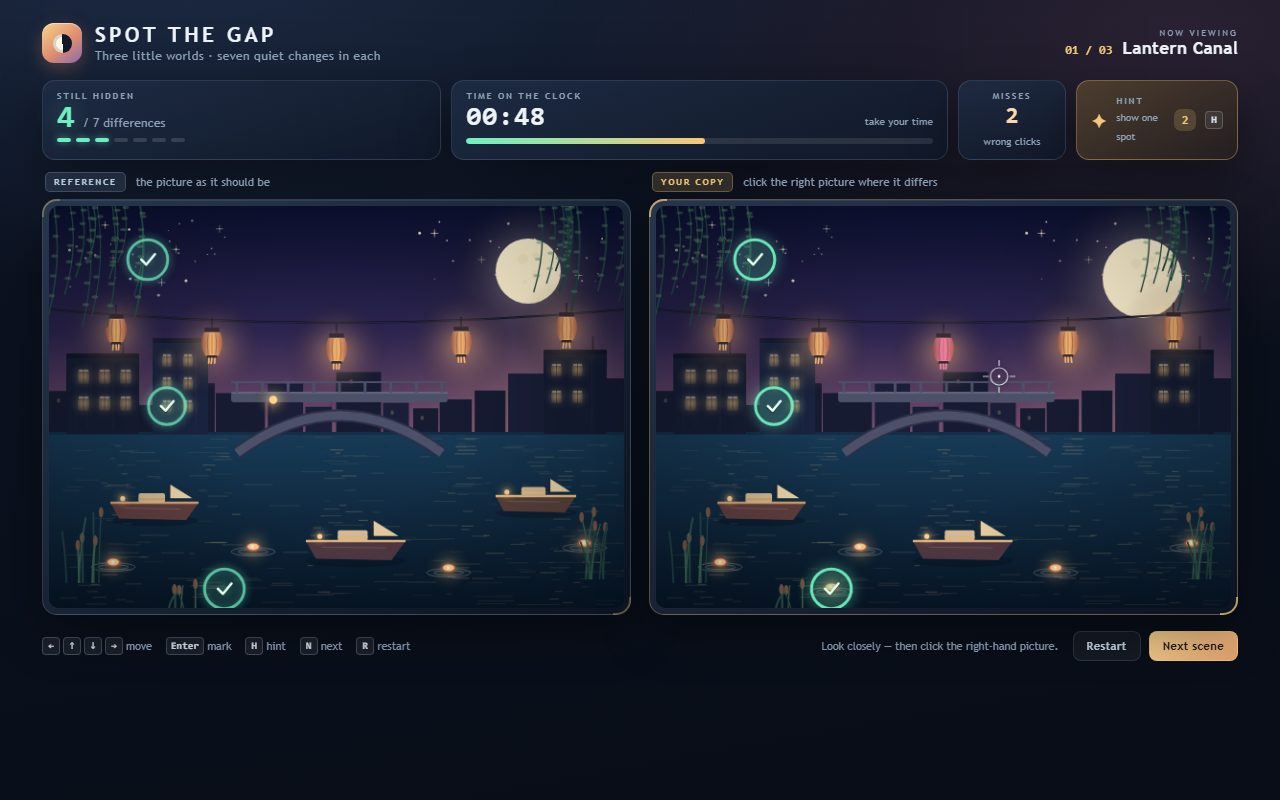 SPOT THE GAP
Three little worlds · seven quiet changes in each
NOW VIEWING
01 / 03 Lantern Canal
STILL HIDDEN
4 / 7 differences
TIME ON THE CLOCK
00:48
take your time
MISSES
2
wrong clicks
HINT
show one
spot
2
H
REFERENCE the picture as it should be
YOUR COPY click the right picture where it differs
← ↑ ↓ → move Enter mark H hint N next R restart
Look closely — then click the right-hand picture.
Restart
Next scene